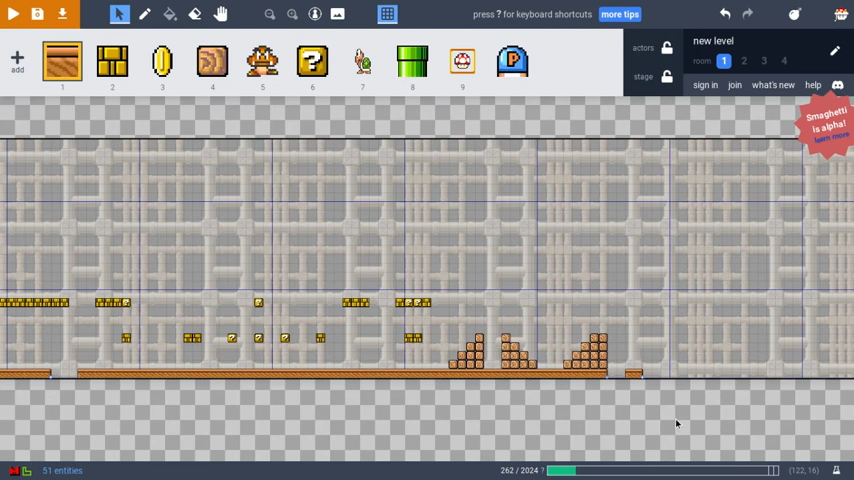 press ? for keyboard shortcuts
more tips
add
1
2
3
4
5
6
7
8
9
actors
stage
new level
room 1 2 3 4
sign in join what's new help
Smaghetti
is alpha!
learn more
51 entities
262 / 2024 ?
(122, 16)